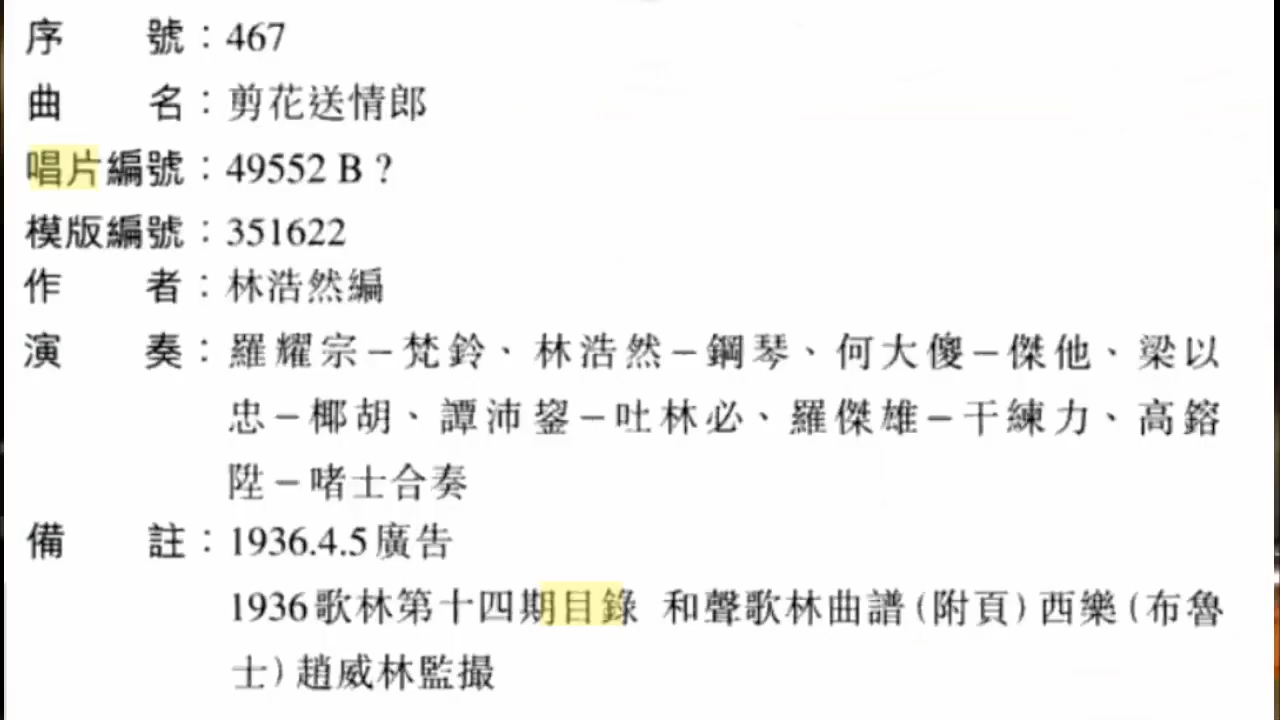 序 號：467
曲 名：剪花送情郎
唱片編號：49552 B ?
模版編號：351622
作 者：林浩然編
演 奏：羅耀宗－梵鈴、林浩然－鋼琴、何大傻－傑他、梁以
忠－椰胡、譚沛鋆－吐林必、羅傑雄－干練力、高鎔
陞－啫士合奏
備 註：1936.4.5廣告
1936歌林第十四期目錄 和聲歌林曲譜(附頁)西樂(布魯
士)趙威林監撮